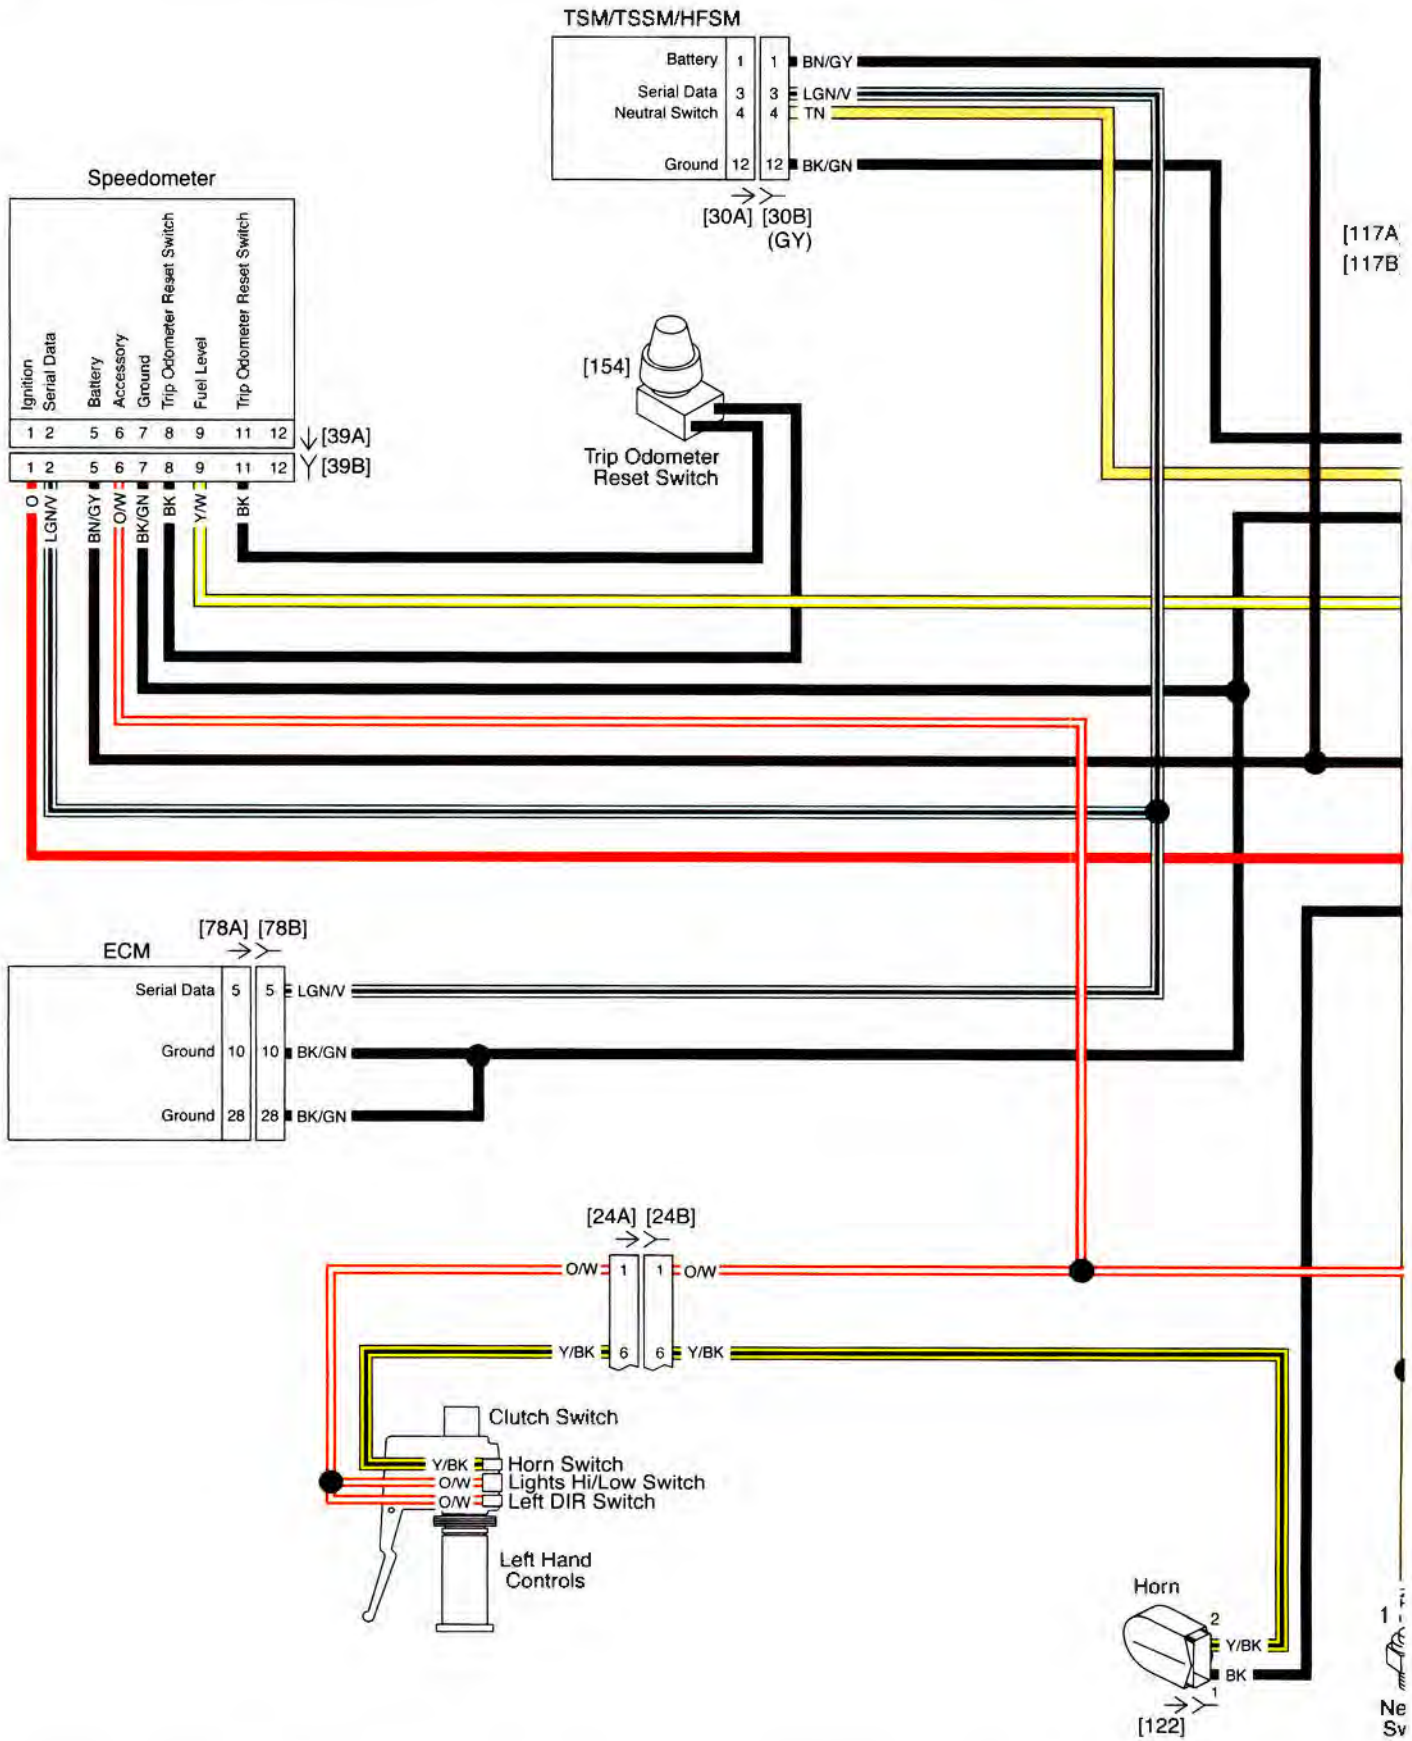 TSM/TSSM/HFSM
Battery 1 1 BN/GY
Serial Data 3 3 LGN/V
Neutral Switch 4 4 TN
Ground 12 12 BK/GN
[30A] [30B]
(GY)
[117A
[117B
Speedometer
Ignition
Serial Data
Battery
Accessory
Ground
Trip Odometer Reset Switch
Fuel Level
Trip Odometer Reset Switch
1 2 5 6 7 8 9 11 12 [39A]
1 2 5 6 7 8 9 11 12 [39B]
O
LGN/V
BN/GY
O/W
BK/GN
BK
Y/W
BK
[154]
Trip Odometer
Reset Switch
[78A] [78B]
ECM
Serial Data 5 5 LGN/V
Ground 10 10 BK/GN
Ground 28 28 BK/GN
[24A] [24B]
O/W 1 1 O/W
Y/BK 6 6 Y/BK
Clutch Switch
Y/BK Horn Switch
O/W Lights Hi/Low Switch
O/W Left DIR Switch
Left Hand
Controls
Horn
2
Y/BK
BK
1
[122]
1
Ne
Sv